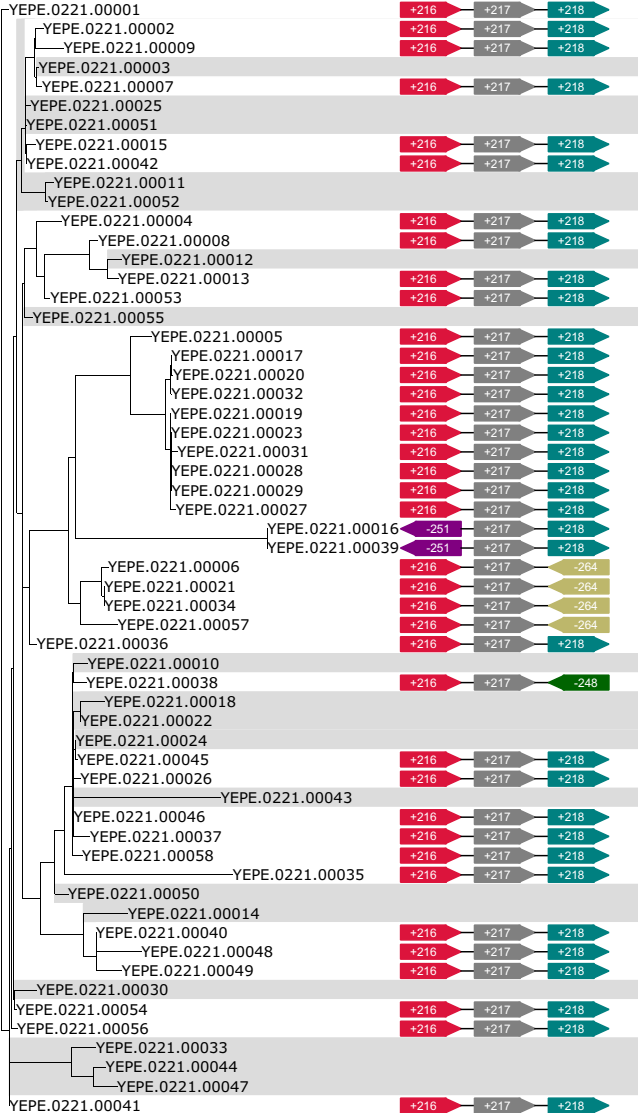 YEPE.0221.00001 +216 +217 +218
YEPE.0221.00002 +216 +217 +218
YEPE.0221.00009 +216 +217 +218
YEPE.0221.00003
YEPE.0221.00007 +216 +217 +218
YEPE.0221.00025
YEPE.0221.00051
YEPE.0221.00015 +216 +217 +218
YEPE.0221.00042 +216 +217 +218
YEPE.0221.00011
YEPE.0221.00052
YEPE.0221.00004 +216 +217 +218
YEPE.0221.00008 +216 +217 +218
YEPE.0221.00012
YEPE.0221.00013 +216 +217 +218
YEPE.0221.00053 +216 +217 +218
YEPE.0221.00055
YEPE.0221.00005 +216 +217 +218
YEPE.0221.00017 +216 +217 +218
YEPE.0221.00020 +216 +217 +218
YEPE.0221.00032 +216 +217 +218
YEPE.0221.00019 +216 +217 +218
YEPE.0221.00023 +216 +217 +218
YEPE.0221.00031 +216 +217 +218
YEPE.0221.00028 +216 +217 +218
YEPE.0221.00029 +216 +217 +218
YEPE.0221.00027 +216 +217 +218
YEPE.0221.00016 -251 +217 +218
YEPE.0221.00039 -251 +217 +218
YEPE.0221.00006 +216 +217 -264
YEPE.0221.00021 +216 +217 -264
YEPE.0221.00034 +216 +217 -264
YEPE.0221.00057 +216 +217 -264
YEPE.0221.00036 +216 +217 +218
YEPE.0221.00010
YEPE.0221.00038 +216 +217 -248
YEPE.0221.00018
YEPE.0221.00022
YEPE.0221.00024
YEPE.0221.00045 +216 +217 +218
YEPE.0221.00026 +216 +217 +218
YEPE.0221.00043
YEPE.0221.00046 +216 +217 +218
YEPE.0221.00037 +216 +217 +218
YEPE.0221.00058 +216 +217 +218
YEPE.0221.00035 +216 +217 +218
YEPE.0221.00050
YEPE.0221.00014
YEPE.0221.00040 +216 +217 +218
YEPE.0221.00048 +216 +217 +218
YEPE.0221.00049 +216 +217 +218
YEPE.0221.00030
YEPE.0221.00054 +216 +217 +218
YEPE.0221.00056 +216 +217 +218
YEPE.0221.00033
YEPE.0221.00044
YEPE.0221.00047
YEPE.0221.00041 +216 +217 +218